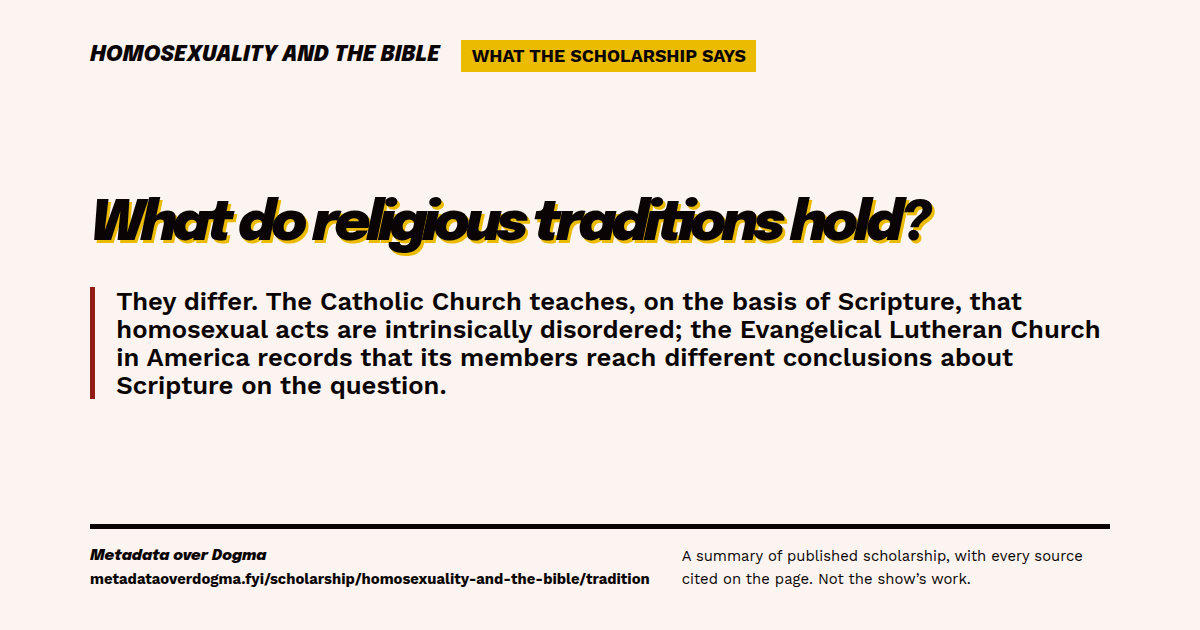 HOMOSEXUALITY AND THE BIBLE
WHAT THE SCHOLARSHIP SAYS
What do religious traditions hold?
They differ. The Catholic Church teaches, on the basis of Scripture, that
homosexual acts are intrinsically disordered; the Evangelical Lutheran Church
in America records that its members reach different conclusions about
Scripture on the question.
Metadata over Dogma
metadataoverdogma.fyi/scholarship/homosexuality-and-the-bible/tradition
A summary of published scholarship, with every source
cited on the page. Not the show’s work.